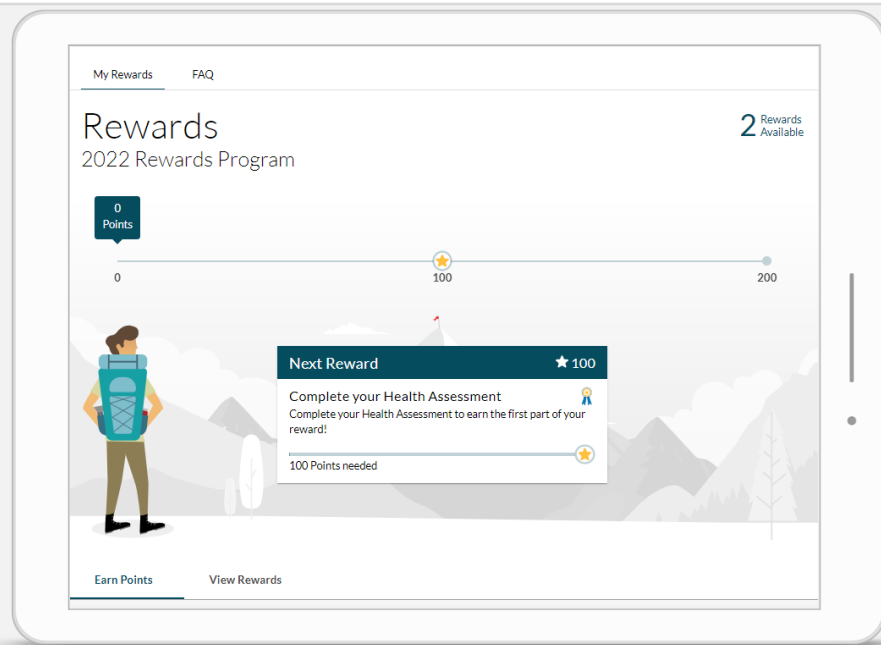 My Rewards FAQ
Rewards
2022 Rewards Program
2 Rewards
Available
0
Points
0 100 200
Next Reward 100
Complete your Health Assessment
Complete your Health Assessment to earn the first part of your
reward!
100 Points needed
Earn Points View Rewards